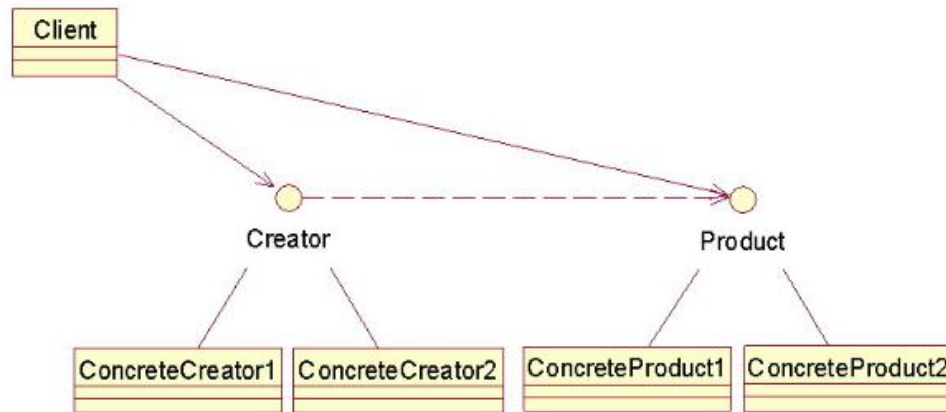 Client
Creator
Product
ConcreteCreator1
ConcreteCreator2
ConcreteProduct1
ConcreteProduct2